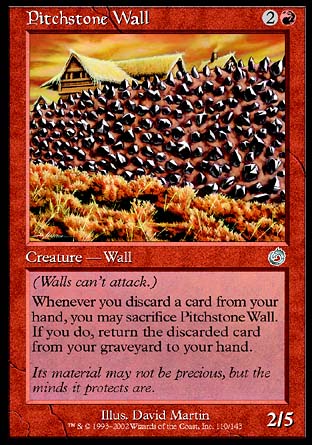 Pitchstone Wall 2
Creature — Wall
(Walls can't attack.)
Whenever you discard a card from your
hand, you may sacrifice Pitchstone Wall.
If you do, return the discarded card
from your graveyard to your hand.
Its material may not be precious, but the
minds it protects are.
Illus. David Martin
™ & © 1993–2002 Wizards of the Coast, Inc. 110/143
2/5